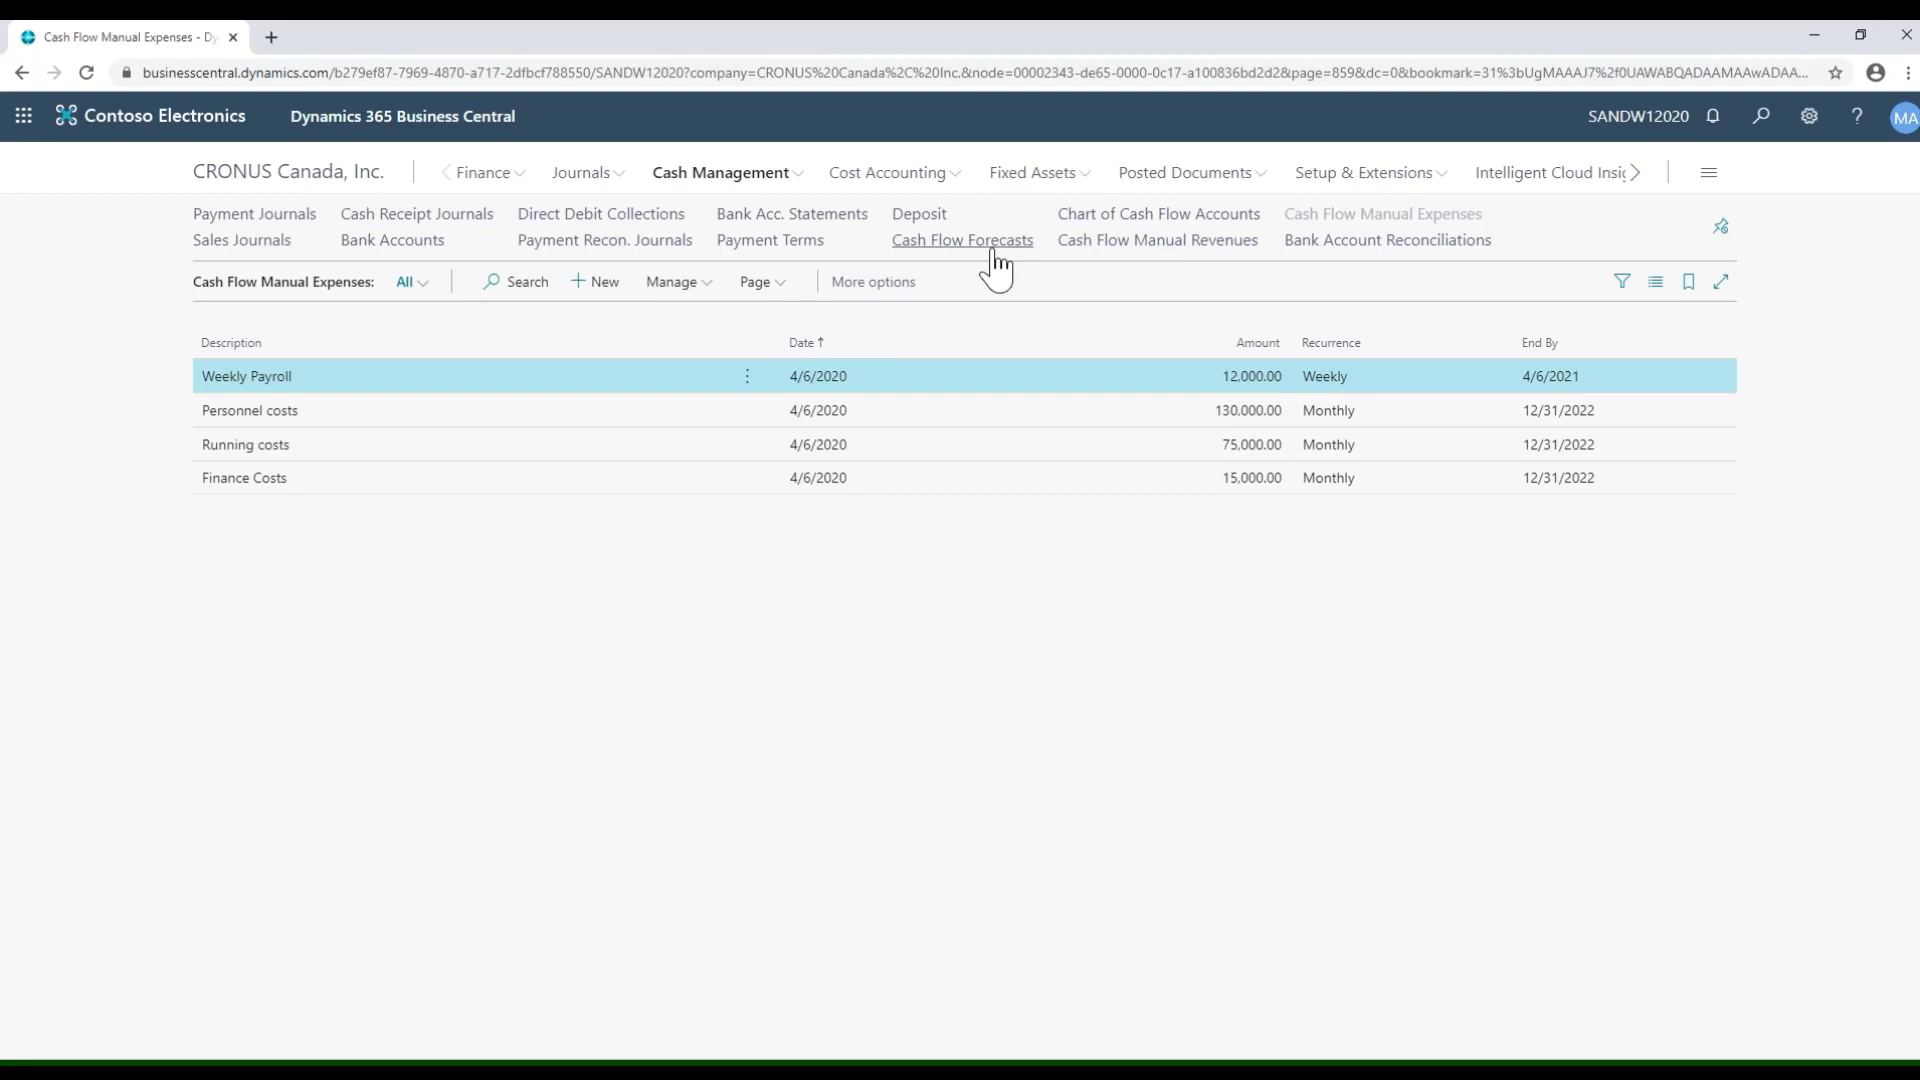 Cash Flow Manual Expenses - Dy
businesscentral.dynamics.com/b279ef87-7969-4870-a717-2dfbcf788550/SANDW12020?company=CRONUS%20Canada%2C%20Inc.&node=00002343-de65-0000-0c17-a100836bd2d2&page=859&dc=0&bookmark=31%3bUgMAAAJ7%2f0UAWABQADAAMAAwADAA...
Contoso Electronics Dynamics 365 Business Central SANDW12020 ? MA
CRONUS Canada, Inc. Finance Journals Cash Management Cost Accounting Fixed Assets Posted Documents Setup & Extensions Intelligent Cloud Insig
Payment Journals Cash Receipt Journals Direct Debit Collections Bank Acc. Statements Deposit Chart of Cash Flow Accounts Cash Flow Manual Expenses
Sales Journals Bank Accounts Payment Recon. Journals Payment Terms Cash Flow Forecasts Cash Flow Manual Revenues Bank Account Reconciliations
Cash Flow Manual Expenses: All Search + New Manage Page More options
Description Date ↑ Amount Recurrence End By
Weekly Payroll 4/6/2020 12,000.00 Weekly 4/6/2021
Personnel costs 4/6/2020 130,000.00 Monthly 12/31/2022
Running costs 4/6/2020 75,000.00 Monthly 12/31/2022
Finance Costs 4/6/2020 15,000.00 Monthly 12/31/2022